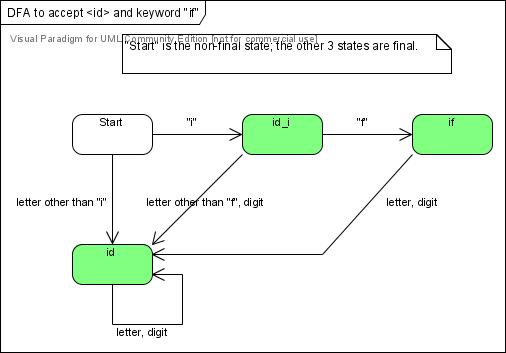 DFA to accept <id> and keyword "if"
Visual Paradigm for UML Community Edition [not for commercial use]
"Start" is the non-final state; the other 3 states are final.
Start
"i"
id_i
"f"
if
letter other than "i"
letter other than "f", digit
letter, digit
id
letter, digit